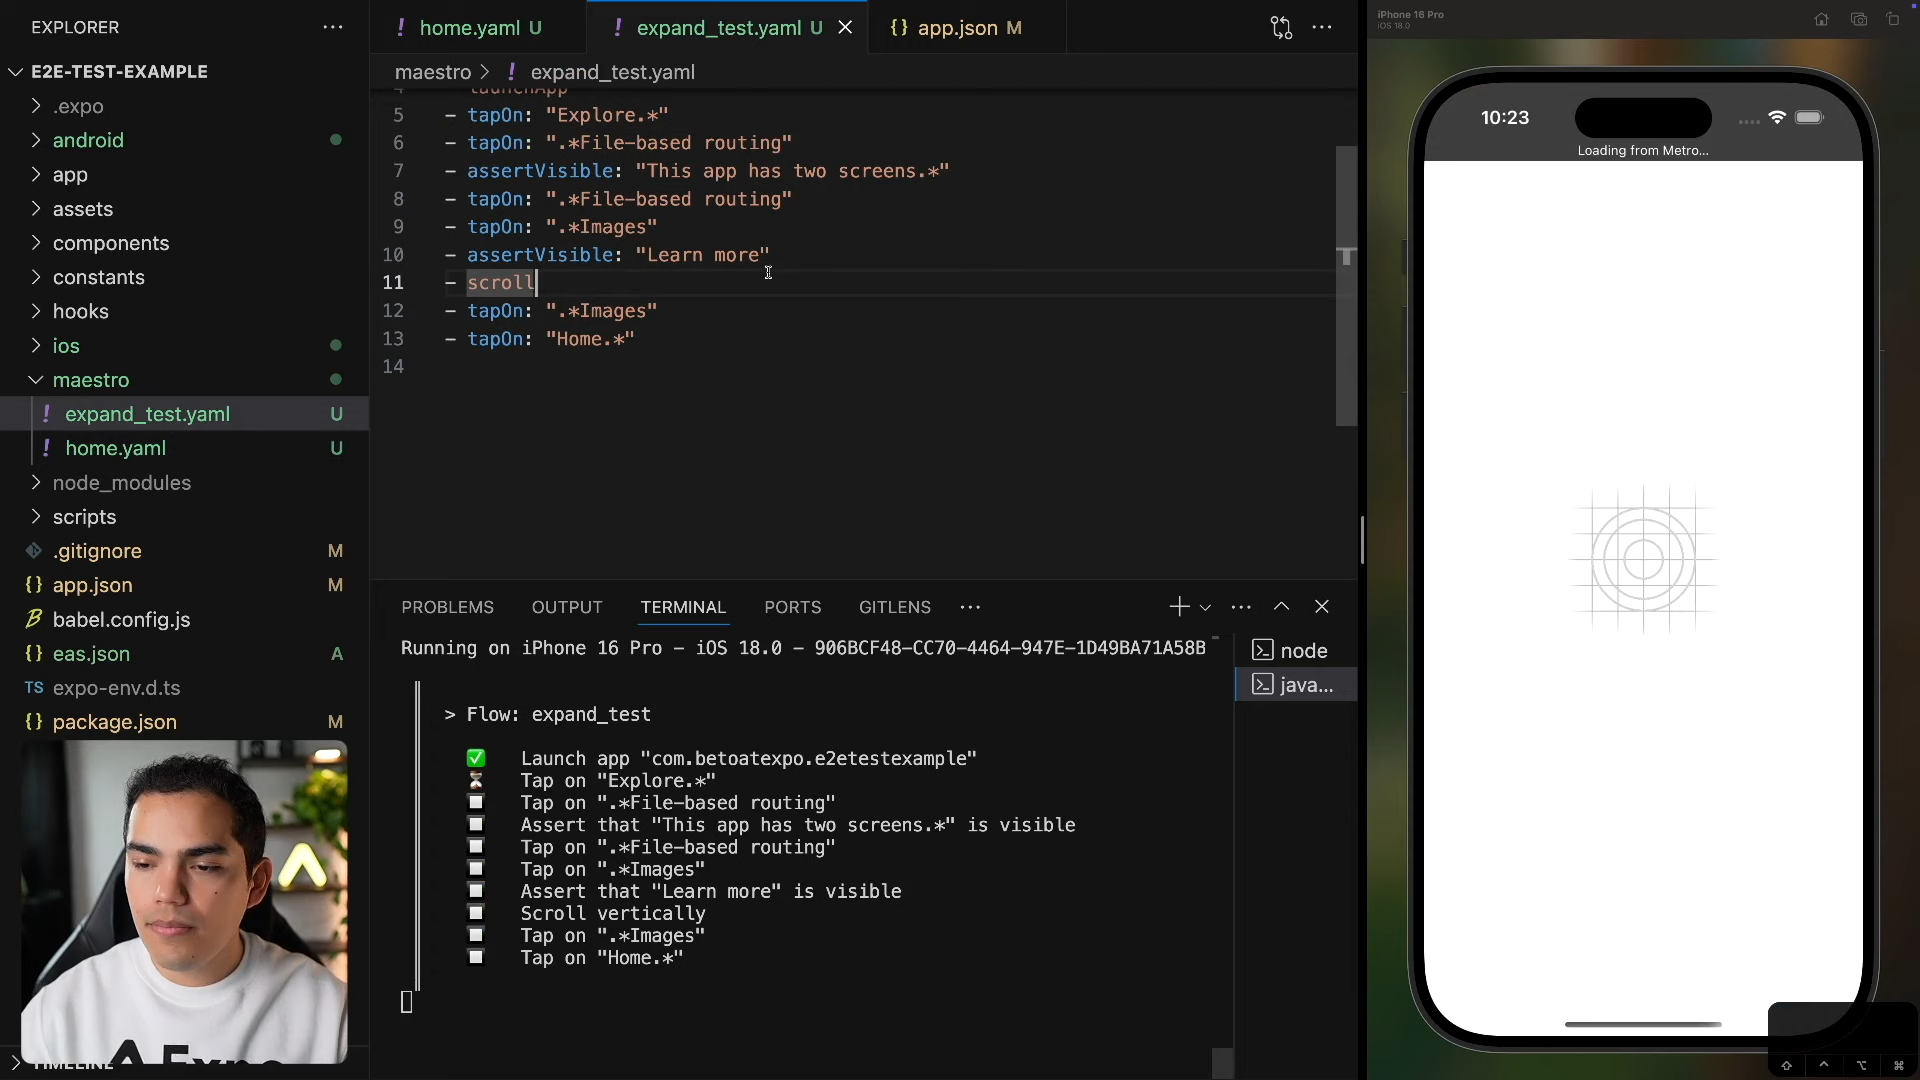 EXPLORER
E2E-TEST-EXAMPLE
.expo
android
app
assets
components
constants
hooks
ios
maestro
! expand_test.yaml U
! home.yaml U
node_modules
scripts
.gitignore M
{} app.json M
babel.config.js
{} eas.json A
TS expo-env.d.ts
{} package.json M
TIMELINE
! home.yaml U
! expand_test.yaml U
{} app.json M
maestro > ! expand_test.yaml
4 launchApp
5 - tapOn: "Explore.*"
6 - tapOn: ".*File-based routing"
7 - assertVisible: "This app has two screens.*"
8 - tapOn: ".*File-based routing"
9 - tapOn: ".*Images"
10 - assertVisible: "Learn more"
11 - scroll
12 - tapOn: ".*Images"
13 - tapOn: "Home.*"
14
PROBLEMS OUTPUT TERMINAL PORTS GITLENS
Running on iPhone 16 Pro - iOS 18.0 - 906BCF48-CC70-4464-947E-1D49BA71A58B
> Flow: expand_test
Launch app "com.betoatexpo.e2etestexample"
Tap on "Explore.*"
Tap on ".*File-based routing"
Assert that "This app has two screens.*" is visible
Tap on ".*File-based routing"
Tap on ".*Images"
Assert that "Learn more" is visible
Scroll vertically
Tap on ".*Images"
Tap on "Home.*"
node
java...
iPhone 16 Pro
iOS 18.0
10:23
Loading from Metro...
Expo